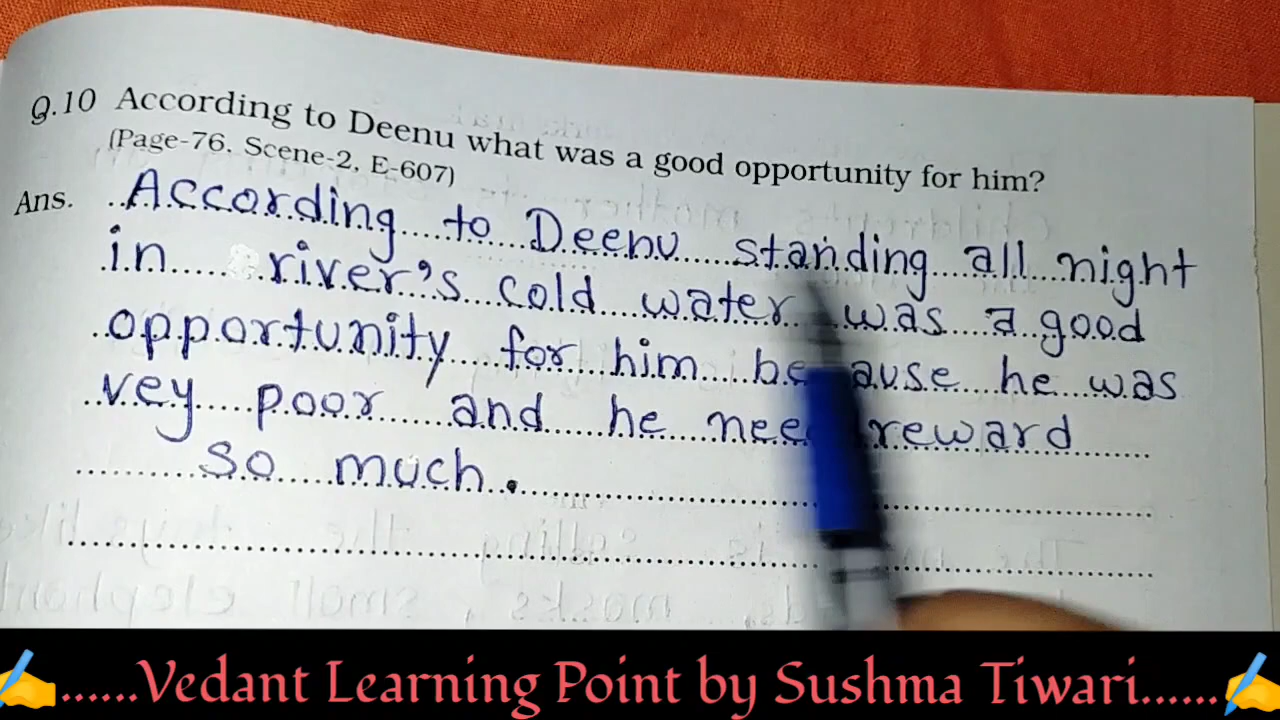 Q.10 According to Deenu what was a good opportunity for him?
(Page-76. Scene-2, E-607)
Ans. According to Deenu standing all night
in river's cold water was a good
opportunity for him because he was
vey poor and he need reward
so much.
✍......Vedant Learning Point by Sushma Tiwari......✍